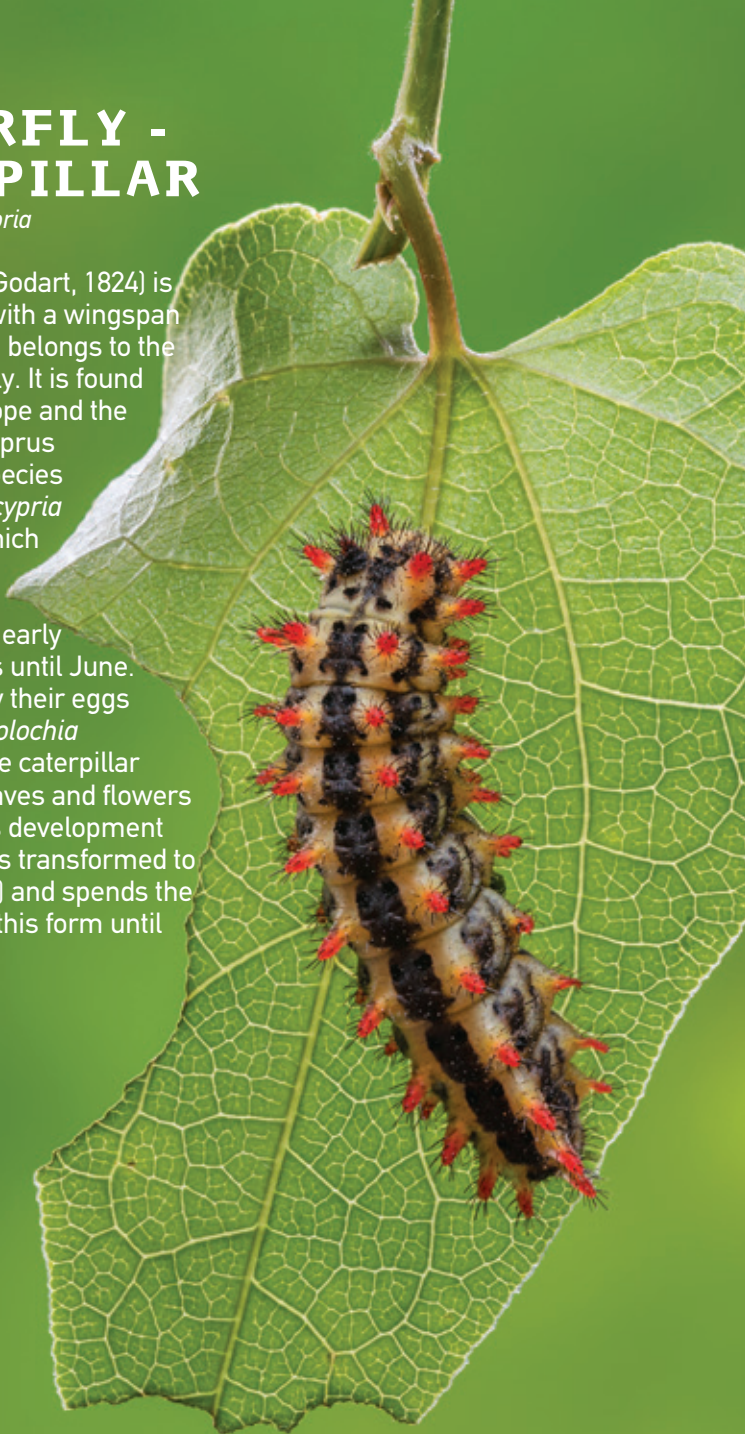 RFLY -
PILLAR
pria
Godart, 1824) is
with a wingspan
belongs to the
ly. It is found
ope and the
prus
ecies
cypria
hich
early
s until June.
y their eggs
olochia
e caterpillar
aves and flowers
s development
s transformed to
) and spends the
this form until